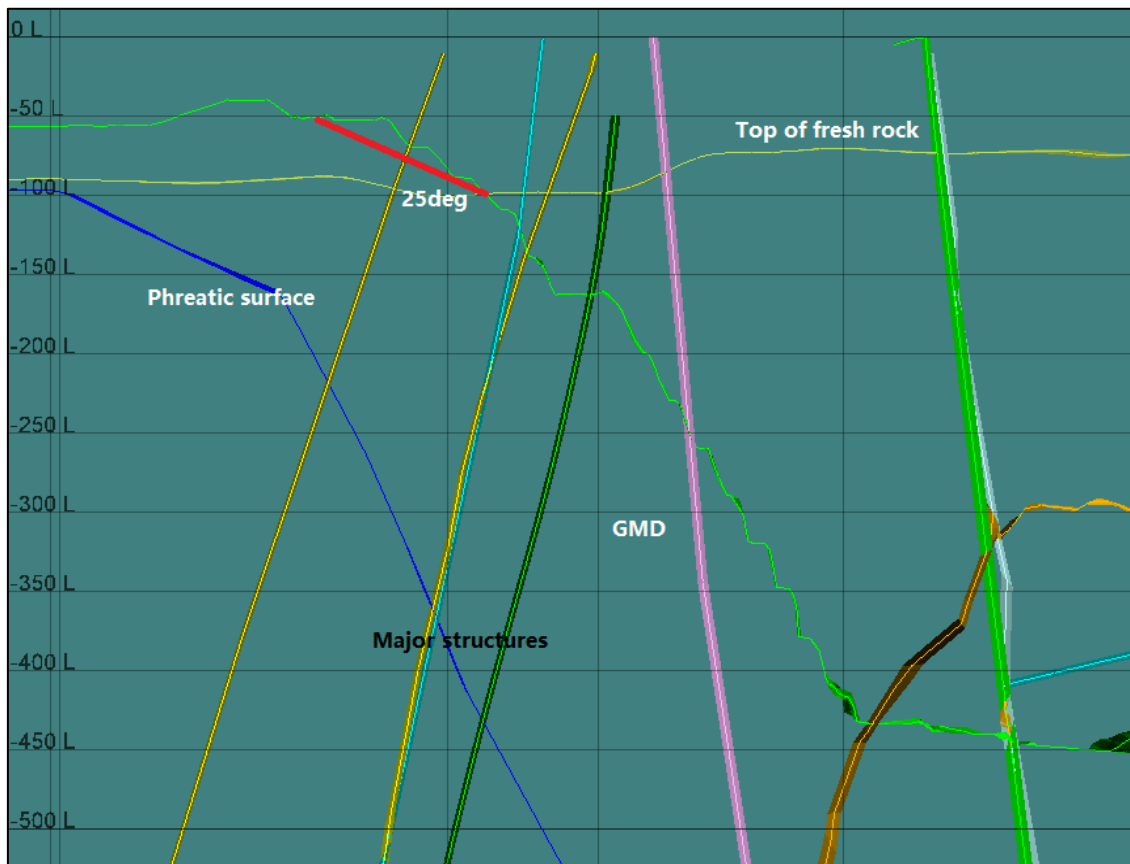 0 L
-50 L
Top of fresh rock
-100 L
25deg
-150 L
Phreatic surface
-200 L
-250 L
-300 L
GMD
-350 L
Major structures
-400 L
-450 L
-500 L